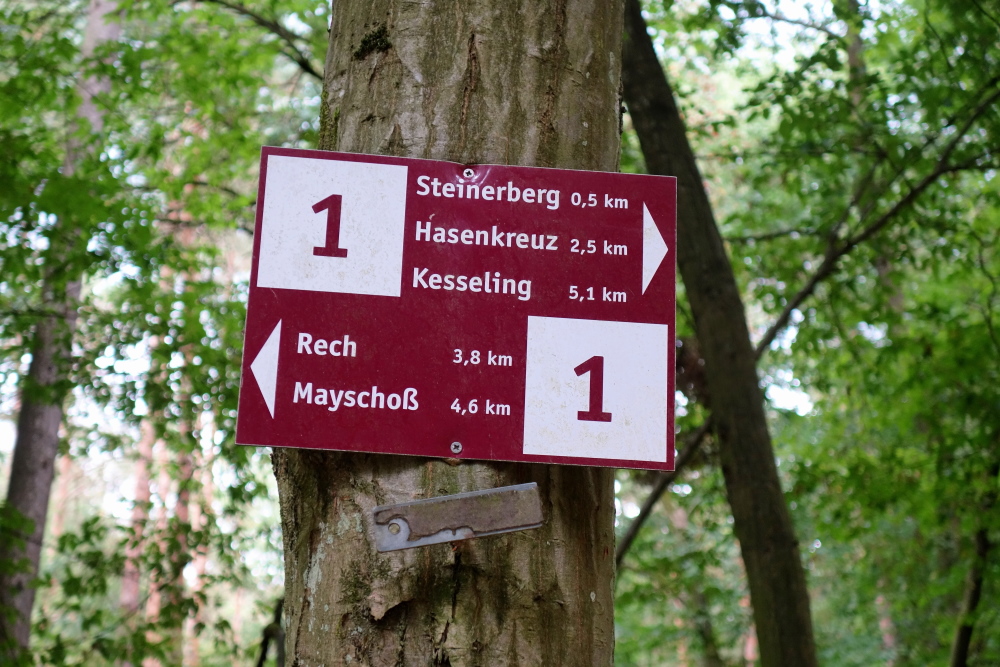 1
Steinerberg 0,5 km
Hasenkreuz 2,5 km
Kesseling 5,1 km
Rech 3,8 km
Mayschoß 4,6 km
1